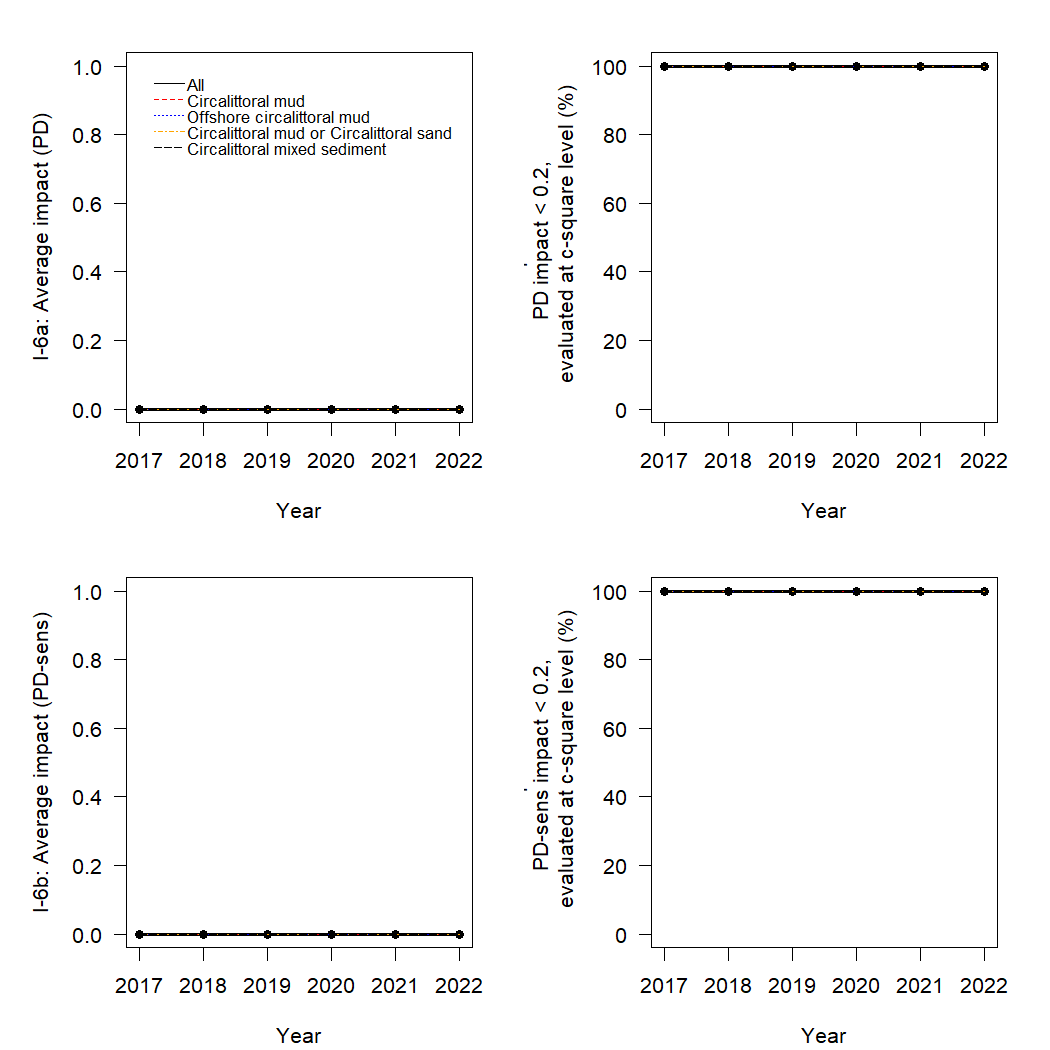 I-6a: Average impact (PD)
1.0
0.8
0.6
0.4
0.2
0.0
All
Circalittoral mud
Offshore circalittoral mud
Circalittoral mud or Circalittoral sand
Circalittoral mixed sediment
2017 2018 2019 2020 2021 2022
Year
PD impact < 0.2,
evaluated at c-square level (%)
100
80
60
40
20
0
2017 2018 2019 2020 2021 2022
Year
I-6b: Average impact (PD-sens)
1.0
0.8
0.6
0.4
0.2
0.0
2017 2018 2019 2020 2021 2022
Year
PD-sens impact < 0.2,
evaluated at c-square level (%)
100
80
60
40
20
0
2017 2018 2019 2020 2021 2022
Year